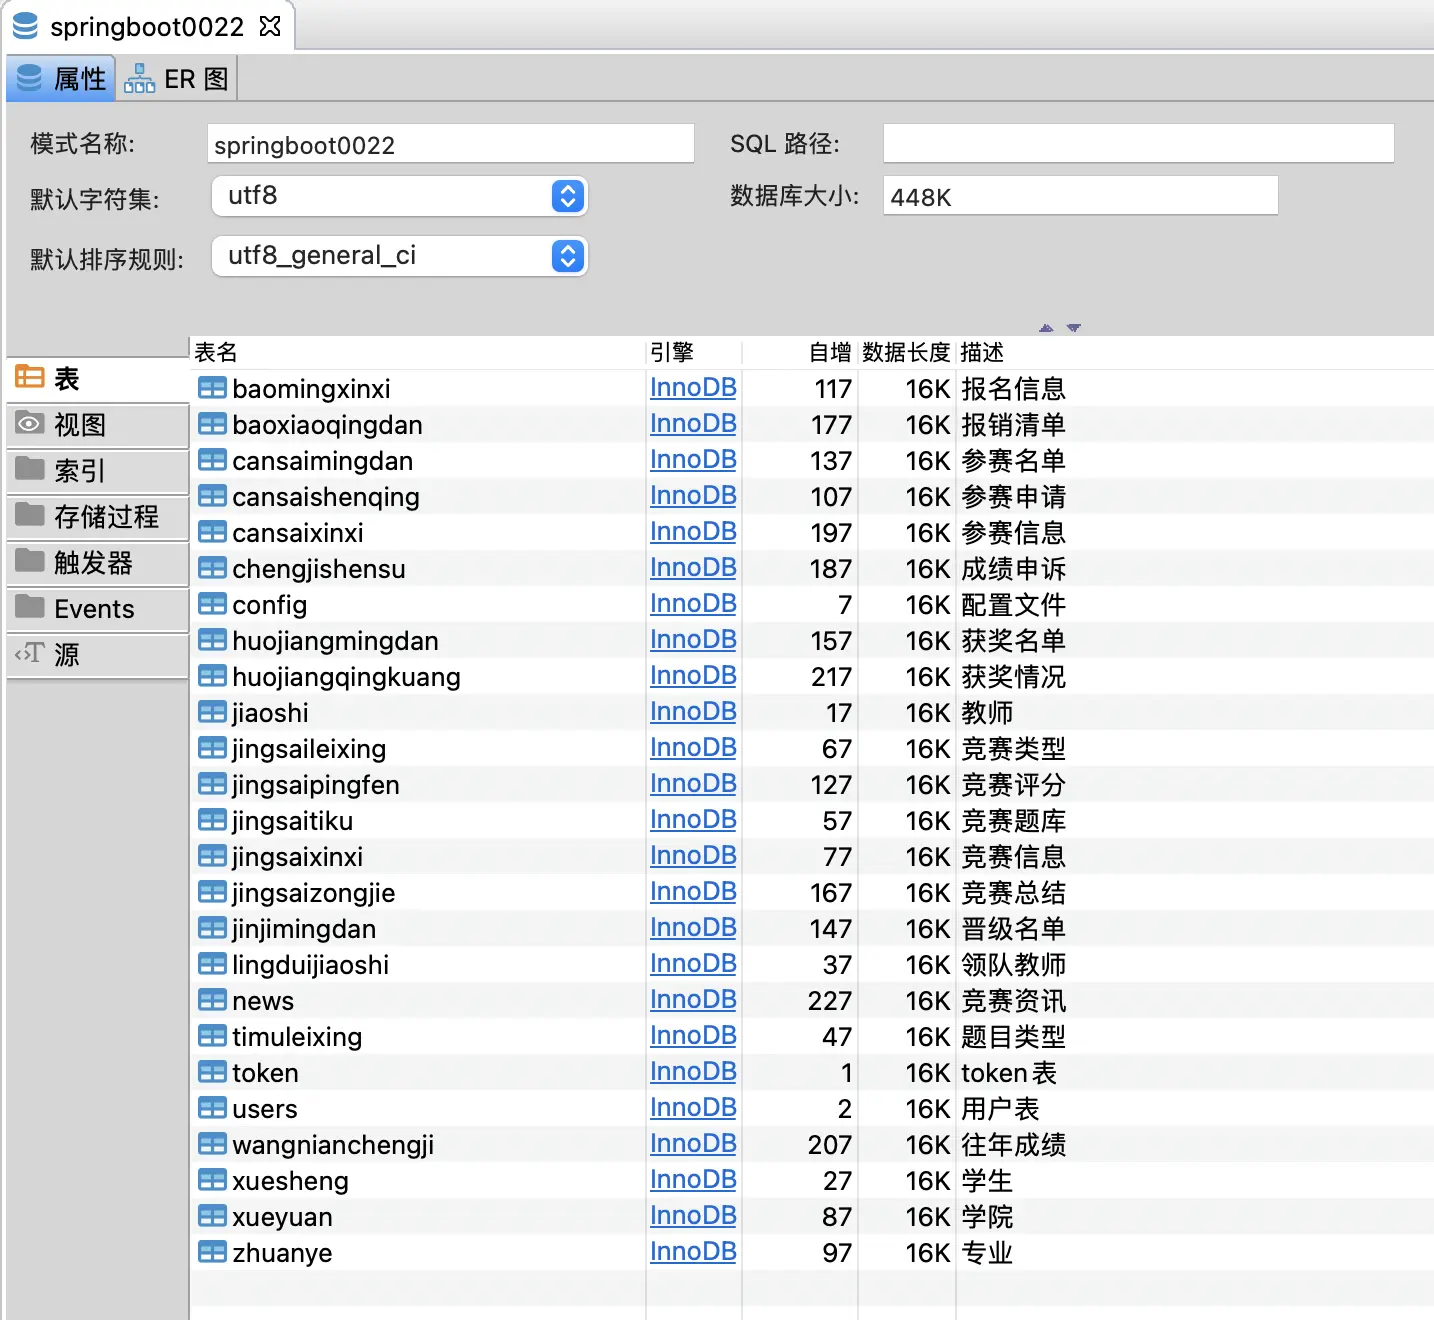 springboot0022
属性 ER 图
模式名称: springboot0022 SQL 路径:
默认字符集: utf8 数据库大小: 448K
默认排序规则: utf8_general_ci
表名 引擎 自增 数据长度 描述
表
视图
索引
存储过程
触发器
Events
源
baomingxinxi InnoDB 117 16K 报名信息
baoxiaoqingdan InnoDB 177 16K 报销清单
cansaimingdan InnoDB 137 16K 参赛名单
cansaishenqing InnoDB 107 16K 参赛申请
cansaixinxi InnoDB 197 16K 参赛信息
chengjishensu InnoDB 187 16K 成绩申诉
config InnoDB 7 16K 配置文件
huojiangmingdan InnoDB 157 16K 获奖名单
huojiangqingkuang InnoDB 217 16K 获奖情况
jiaoshi InnoDB 17 16K 教师
jingsaileixing InnoDB 67 16K 竞赛类型
jingsaipingfen InnoDB 127 16K 竞赛评分
jingsaitiku InnoDB 57 16K 竞赛题库
jingsaixinxi InnoDB 77 16K 竞赛信息
jingsaizongjie InnoDB 167 16K 竞赛总结
jinjimingdan InnoDB 147 16K 晋级名单
lingduijiaoshi InnoDB 37 16K 领队教师
news InnoDB 227 16K 竞赛资讯
timuleixing InnoDB 47 16K 题目类型
token InnoDB 1 16K token表
users InnoDB 2 16K 用户表
wangnianchengji InnoDB 207 16K 往年成绩
xuesheng InnoDB 27 16K 学生
xueyuan InnoDB 87 16K 学院
zhuanye InnoDB 97 16K 专业